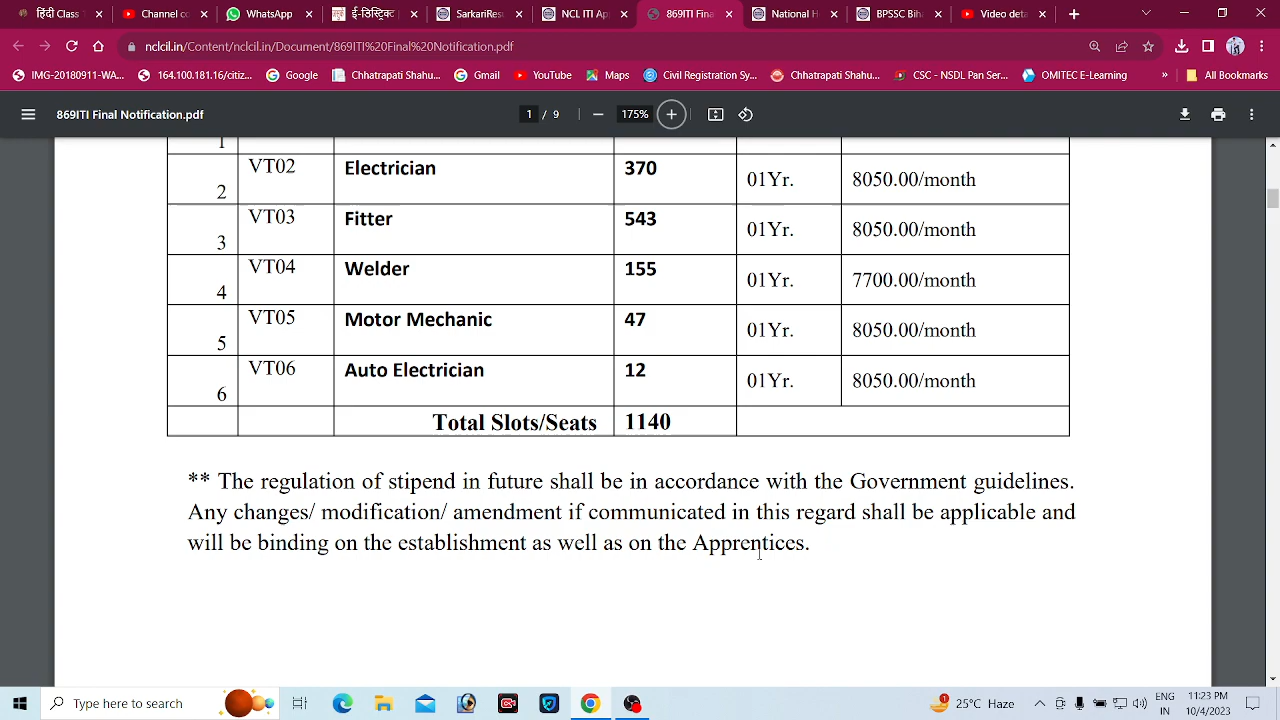 हिंदी Class
Channel co
WhatsApp
ई-डिस्ट्रिक्ट
SarkariRes
NCL ITI Ap
869ITI Fina
National H
BPSSC Bih
Video deta
nclcil.in/Content/nclcil.in/Document/869ITI%20Final%20Notification.pdf
IMG-20180911-WA...
164.100.181.16/citiz...
Google
Chhatrapati Shahu...
Gmail
YouTube
Maps
Civil Registration Sy...
Chhatrapati Shahu...
CSC - NSDL Pan Ser...
OMITEC E-Learning
»
All Bookmarks
869ITI Final Notification.pdf
1 / 9
175%
1
2 VT02 Electrician 370 01Yr. 8050.00/month
3 VT03 Fitter 543 01Yr. 8050.00/month
4 VT04 Welder 155 01Yr. 7700.00/month
5 VT05 Motor Mechanic 47 01Yr. 8050.00/month
6 VT06 Auto Electrician 12 01Yr. 8050.00/month
Total Slots/Seats 1140
** The regulation of stipend in future shall be in accordance with the Government guidelines.
Any changes/ modification/ amendment if communicated in this regard shall be applicable and
will be binding on the establishment as well as on the Apprentices.
Type here to search
1
25°C Haze
ENG
IN
11:23 PM
10/4/2023